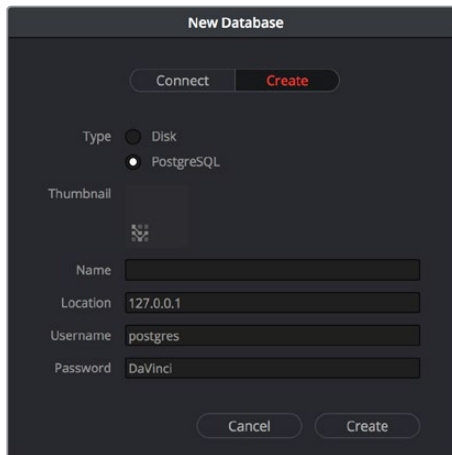 New Database
Connect Create
Type Disk
PostgreSQL
Thumbnail
Name
Location 127.0.0.1
Username postgres
Password DaVinci
Cancel Create